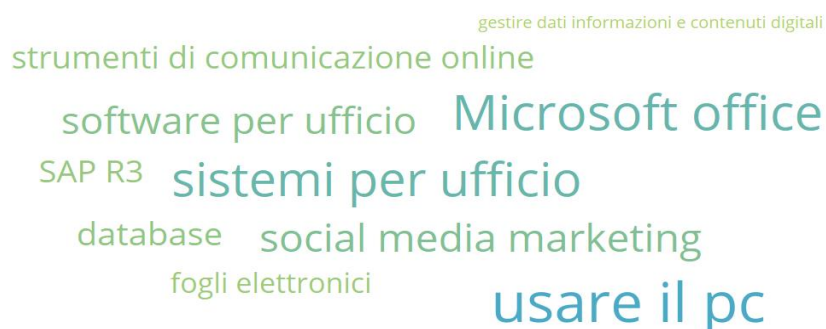 gestire dati informazioni e contenuti digitali
strumenti di comunicazione online
software per ufficio
Microsoft office
SAP R3
sistemi per ufficio
database
social media marketing
fogli elettronici
usare il pc